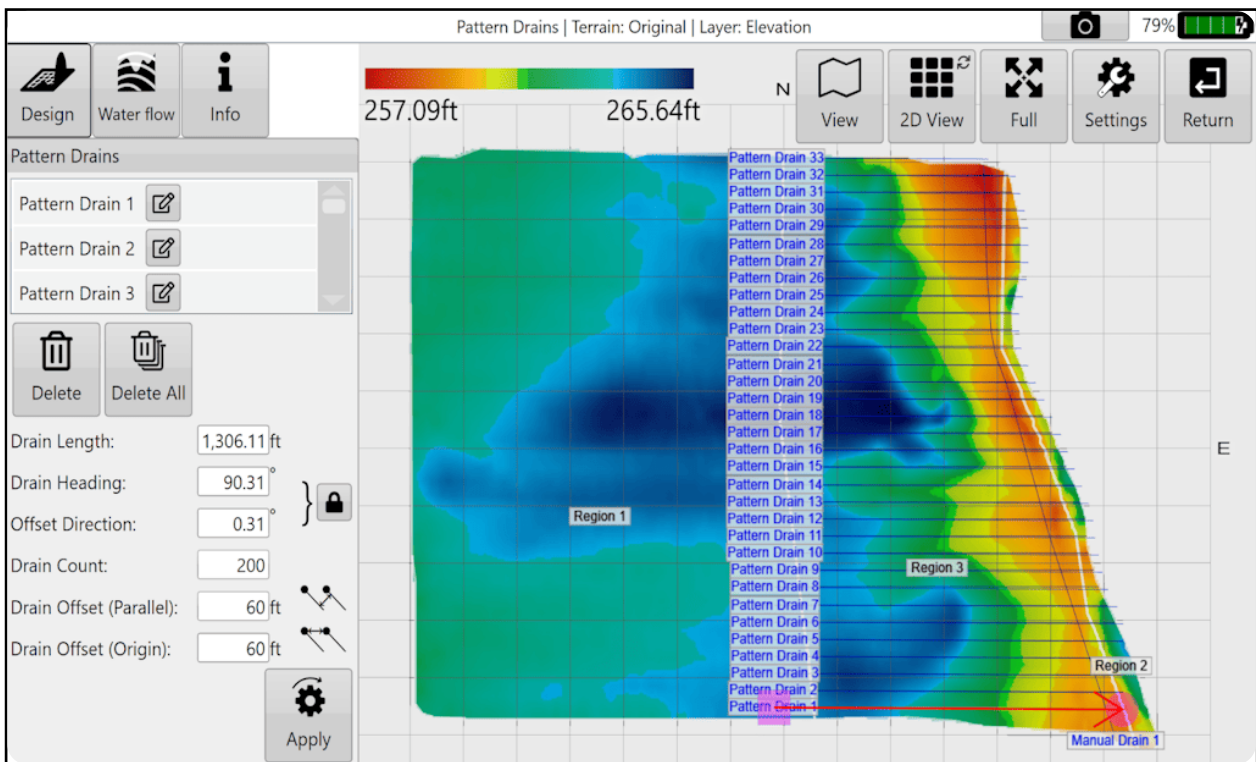 Pattern Drains | Terrain: Original | Layer: Elevation
79%
Design
Water flow
Info
257.09ft
265.64ft
N
View
2D View
Full
Settings
Return
Pattern Drains
Pattern Drain 1
Pattern Drain 2
Pattern Drain 3
Delete
Delete All
Drain Length: 1,306.11 ft
Drain Heading: 90.31 °
Offset Direction: 0.31 °
Drain Count: 200
Drain Offset (Parallel): 60 ft
Drain Offset (Origin): 60 ft
Apply
Pattern Drain 33
Pattern Drain 32
Pattern Drain 31
Pattern Drain 30
Pattern Drain 29
Pattern Drain 28
Pattern Drain 27
Pattern Drain 26
Pattern Drain 25
Pattern Drain 24
Pattern Drain 23
Pattern Drain 22
Pattern Drain 21
Pattern Drain 20
Pattern Drain 19
Pattern Drain 18
Pattern Drain 17
Pattern Drain 16
Pattern Drain 15
Pattern Drain 14
Pattern Drain 13
Pattern Drain 12
Pattern Drain 11
Pattern Drain 10
Pattern Drain 9
Pattern Drain 8
Pattern Drain 7
Pattern Drain 6
Pattern Drain 5
Pattern Drain 4
Pattern Drain 3
Pattern Drain 2
Pattern Drain 1
E
Region 1
Region 3
Region 2
Manual Drain 1